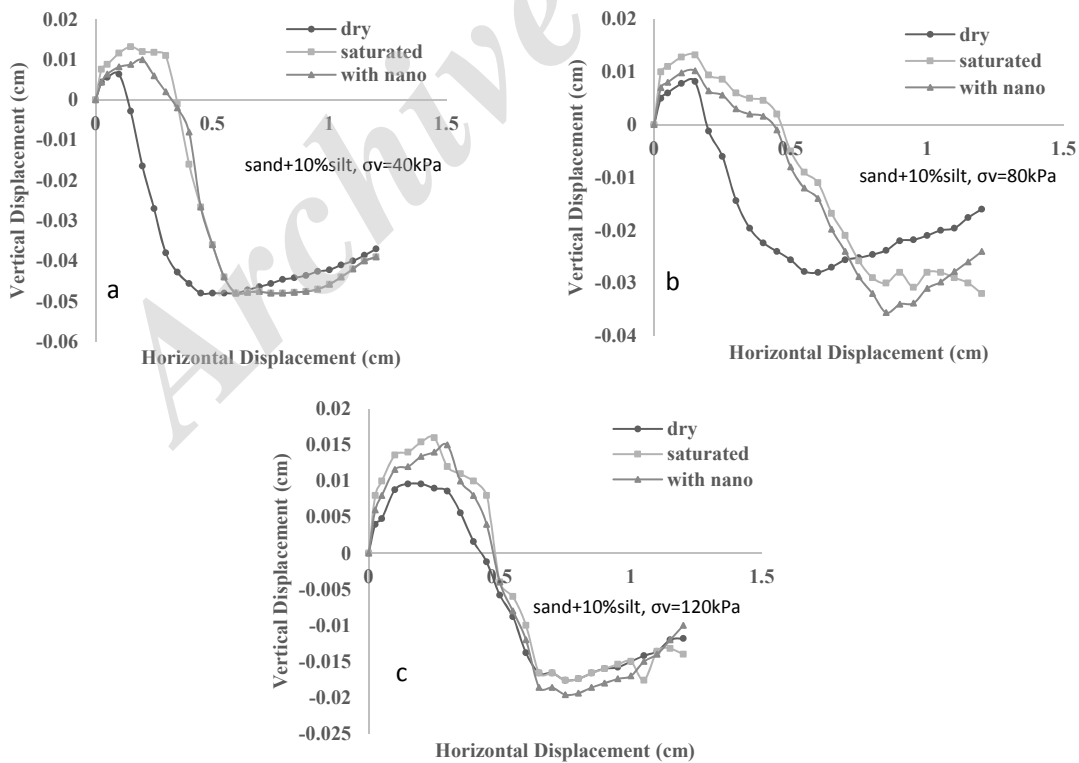 0.02
0.01
0
-0.01
-0.02
-0.03
-0.04
-0.05
-0.06
0
0.5
1
1.5
dry
saturated
with nano
sand+10%silt, σv=40kPa
a
Vertical Displacement (cm)
Horizontal Displacement (cm)
0.02
0.01
0
-0.01
-0.02
-0.03
-0.04
0
0.5
1
1.5
dry
saturated
with nano
sand+10%silt, σv=80kPa
b
Vertical Displacement (cm)
Horizontal Displacement (cm)
0.02
0.015
0.01
0.005
0
-0.005
-0.01
-0.015
-0.02
-0.025
0
0.5
1
1.5
dry
saturated
with nano
sand+10%silt, σv=120kPa
c
Vertical Displacement (cm)
Horizontal Displacement (cm)
Archive